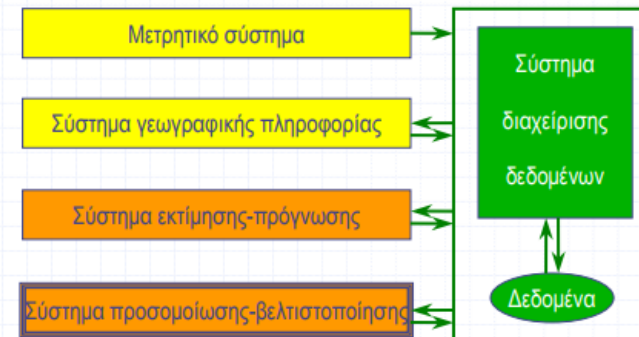 Μετρητικό σύστημα
Σύστημα γεωγραφικής πληροφορίας
Σύστημα εκτίμησης-πρόγνωσης
Σύστημα προσομοίωσης-βελτιστοποίησης
Σύστημα
διαχείρισης
δεδομένων
Δεδομένα